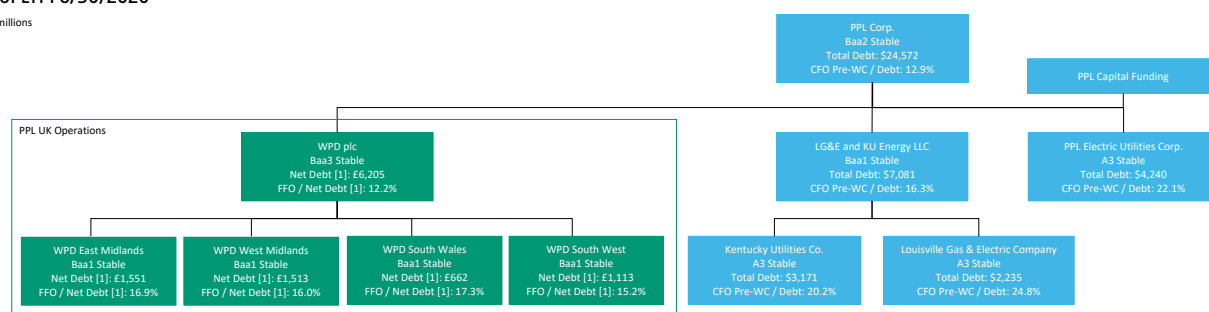 6/30/2020
millions
PPL Corp.
Baa2 Stable
Total Debt: $24,572
CFO Pre-WC / Debt: 12.9%
PPL Capital Funding
PPL UK Operations
WPD plc
Baa3 Stable
Net Debt [1]: £6,205
FFO / Net Debt [1]: 12.2%
LG&E and KU Energy LLC
Baa1 Stable
Total Debt: $7,081
CFO Pre-WC / Debt: 16.3%
PPL Electric Utilities Corp.
A3 Stable
Total Debt: $4,240
CFO Pre-WC / Debt: 22.1%
WPD East Midlands
Baa1 Stable
Net Debt [1]: £1,551
FFO / Net Debt [1]: 16.9%
WPD West Midlands
Baa1 Stable
Net Debt [1]: £1,513
FFO / Net Debt [1]: 16.0%
WPD South Wales
Baa1 Stable
Net Debt [1]: £662
FFO / Net Debt [1]: 17.3%
WPD South West
Baa1 Stable
Net Debt [1]: £1,113
FFO / Net Debt [1]: 15.2%
Kentucky Utilities Co.
A3 Stable
Total Debt: $3,171
CFO Pre-WC / Debt: 20.2%
Louisville Gas & Electric Company
A3 Stable
Total Debt: $2,235
CFO Pre-WC / Debt: 24.8%